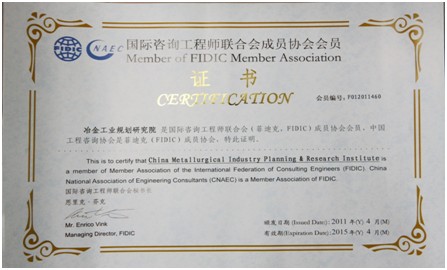 FIDIC
CNAEC
国际咨询工程师联合会成员协会会员
Member of FIDIC Member Association
证书
CERTIFICATION
会员编号: F012011460
冶金工业规划研究院 是国际咨询工程师联合会(菲迪克, FIDIC)成员协会会员, 中国
工程咨询协会是菲迪克(FIDIC)成员协会。特此证明。
This is to certify that China Metallurgical Industry Planning & Research Institute is
a member of Member Association of the International Federation of Consulting Engineers (FIDIC). China
National Association of Engineering Consultants (CNAEC) is a Member Association of FIDIC.
国际咨询工程师联合会
恩里克·芬克
Mr. Enrico Vink
Managing Director, FIDIC
颁发日期(Issued Date): 2011 年(Y) 4 月(M)
有效期(Expiration Date): 2015 年(Y) 4 月(M)